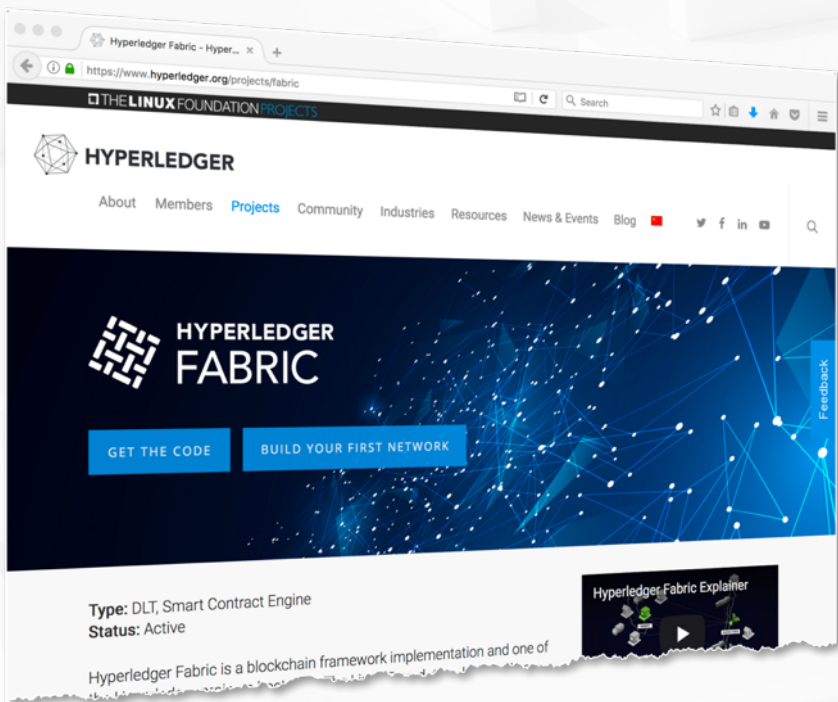 Hyperledger Fabric - Hyper...
https://www.hyperledger.org/projects/fabric
Search
THE LINUX FOUNDATION PROJECTS
HYPERLEDGER
About Members Projects Community Industries Resources News & Events Blog
HYPERLEDGER
FABRIC
GET THE CODE BUILD YOUR FIRST NETWORK
Feedback
Type: DLT, Smart Contract Engine
Status: Active
Hyperledger Fabric Explainer
Hyperledger Fabric is a blockchain framework implementation and one of